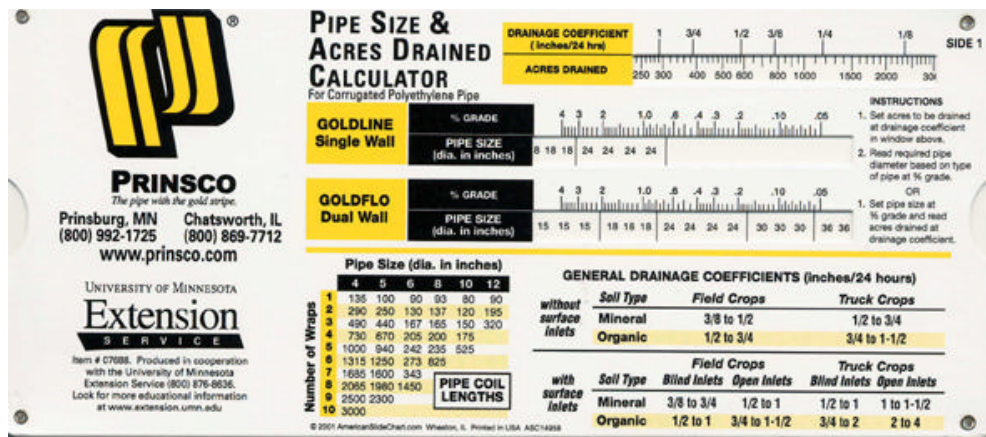 ®
PRINSCO
The pipe with the gold stripe.
Prinsburg, MN Chatsworth, IL
(800) 992-1725 (800) 869-7712
www.prinsco.com
UNIVERSITY OF MINNESOTA
Extension
SERVICE
Item # 07688. Produced in cooperation
with the University of Minnesota
Extension Service (800) 876-8636.
Look for more educational information
at www.extension.umn.edu
PIPE SIZE &
ACRES DRAINED
CALCULATOR
For Corrugated Polyethylene Pipe
SIDE 1
DRAINAGE COEFFICIENT
(inches/24 hrs)
1 3/4 1/2 3/8 1/4 1/8
ACRES DRAINED
250 300 400 500 600 800 1000 1500 2000
GOLDLINE
Single Wall
% GRADE
4 3 2 1.0 .6 .4 .3 .2 .10 .05
PIPE SIZE
(dia. in inches)
8 18 18 24 24 24 24
GOLDFLO
Dual Wall
% GRADE
4 3 2 1.0 .6 .4 .3 .2 .10 .05
PIPE SIZE
(dia. in inches)
15 15 15 18 18 18 24 24 24 24 30 30 30 36 36
INSTRUCTIONS
1. Set acres to be drained
at drainage coefficient
in window above.
2. Read required pipe
diameter based on type
of pipe at % grade.
OR
1. Set pipe size at
% grade and read
acres drained at
drainage coefficient.
Pipe Size (dia. in inches)
4 5 6 8 10 12
Number of Wraps
1 135 100 90 93 80 90
2 290 250 130 137 120 195
3 490 440 167 165 150 320
4 730 670 205 200 175
5 1000 940 242 235 525
6 1315 1250 273 825
7 1685 1600 343
8 2065 1980 1450
9 2500 2300
10 3000
PIPE COIL
LENGTHS
© 2001 AmericanSlideChart.com Wheaton, IL Printed in USA ASC14958
GENERAL DRAINAGE COEFFICIENTS (inches/24 hours)
without
surface
inlets
Soil Type Field Crops Truck Crops
Mineral 3/8 to 1/2 1/2 to 3/4
Organic 1/2 to 3/4 3/4 to 1-1/2
with
surface
inlets
Field Crops Truck Crops
Soil Type Blind Inlets Open Inlets Blind Inlets Open Inlets
Mineral 3/8 to 3/4 1/2 to 1 1/2 to 1 1 to 1-1/2
Organic 1/2 to 1 3/4 to 1-1/2 3/4 to 2 2 to 4